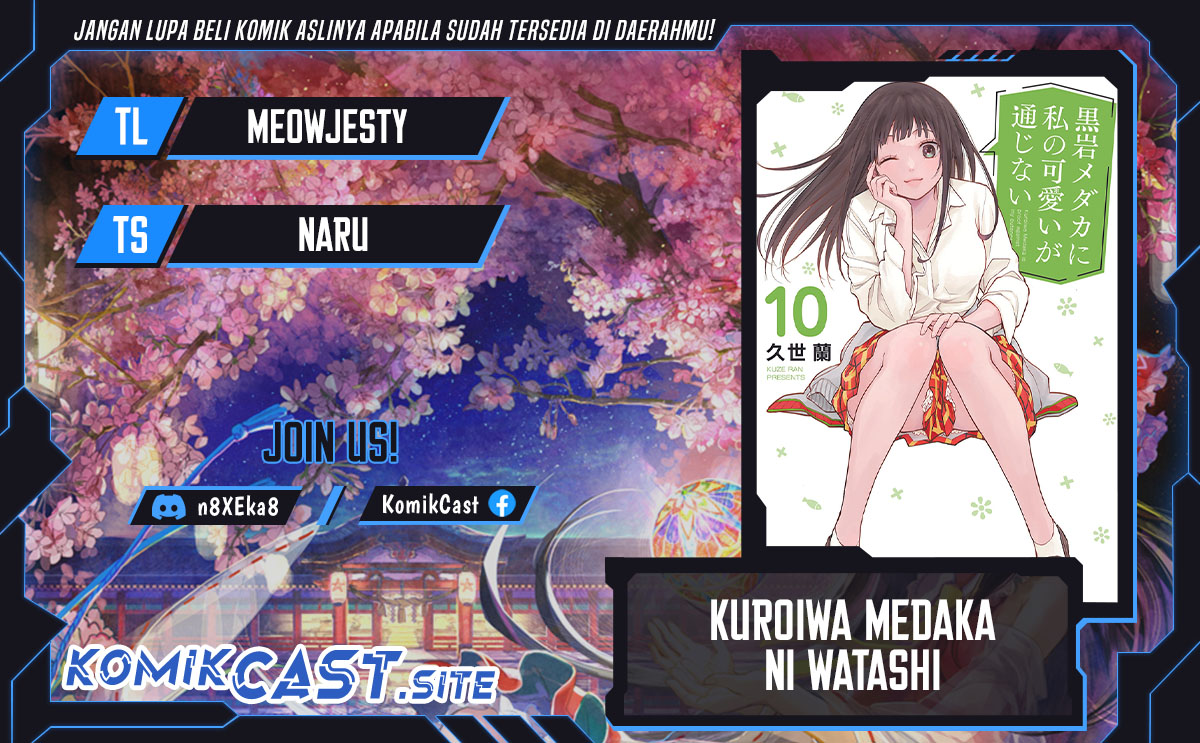 JANGAN LUPA BELI KOMIK ASLINYA APABILA SUDAH TERSEDIA DI DAERAHMU!
TL
MEOWJESTY
TS
NARU
JOIN US!
n8XEka8
KomikCast
KOMIKCAST.SITE
黒岩メダカに
私の可愛いが
通じない
10
久世 蘭
KUZE RAN
PRESENTS
KUROIWA MEDAKA
NI WATASHI